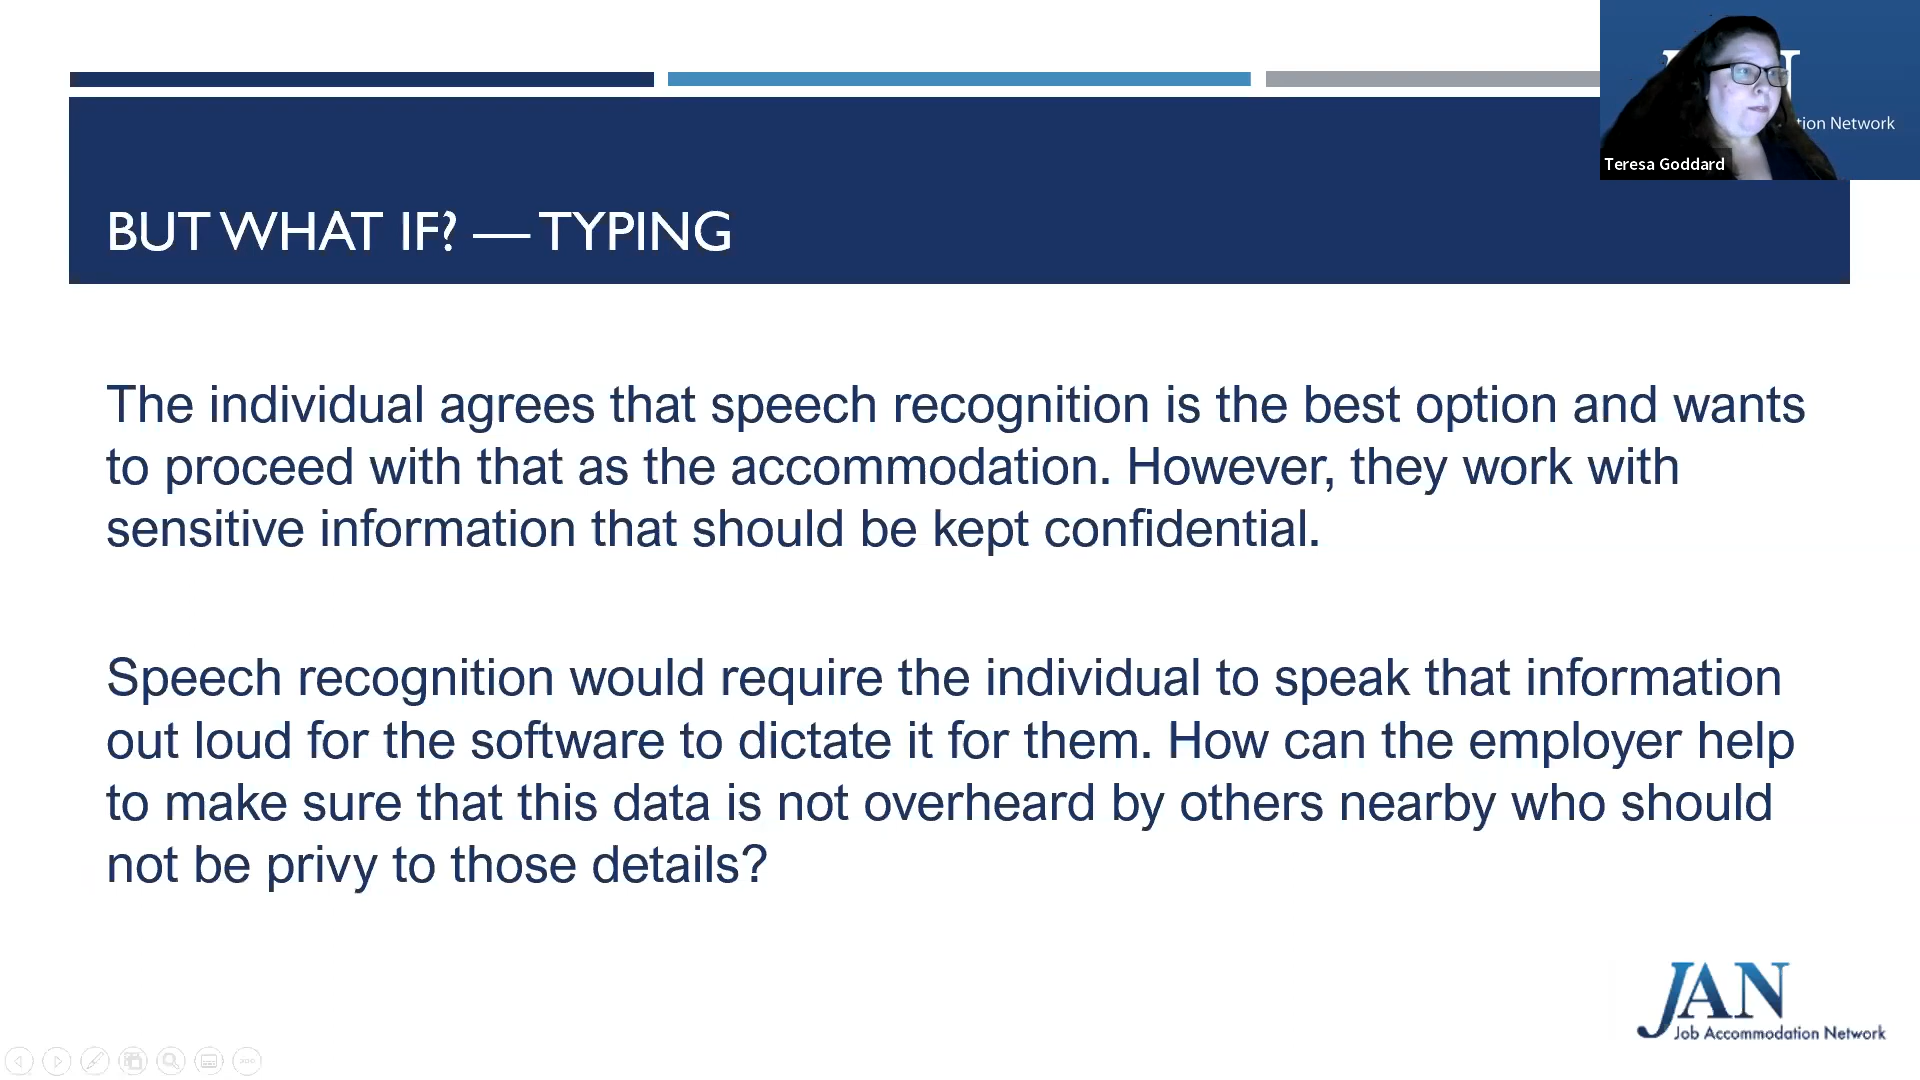 tion Network
Teresa Goddard
BUT WHAT IF? — TYPING
The individual agrees that speech recognition is the best option and wants
to proceed with that as the accommodation. However, they work with
sensitive information that should be kept confidential.
Speech recognition would require the individual to speak that information
out loud for the software to dictate it for them. How can the employer help
to make sure that this data is not overheard by others nearby who should
not be privy to those details?
JAN
Job Accommodation Network